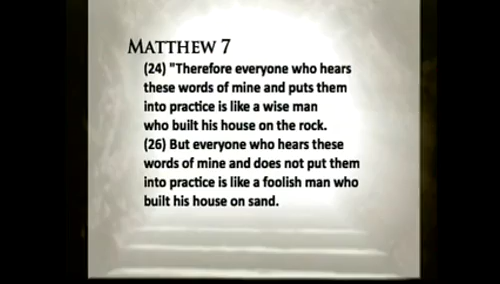 MATTHEW 7
(24) "Therefore everyone who hears
these words of mine and puts them
into practice is like a wise man
who built his house on the rock.
(26) But everyone who hears these
words of mine and does not put them
into practice is like a foolish man who
built his house on sand.